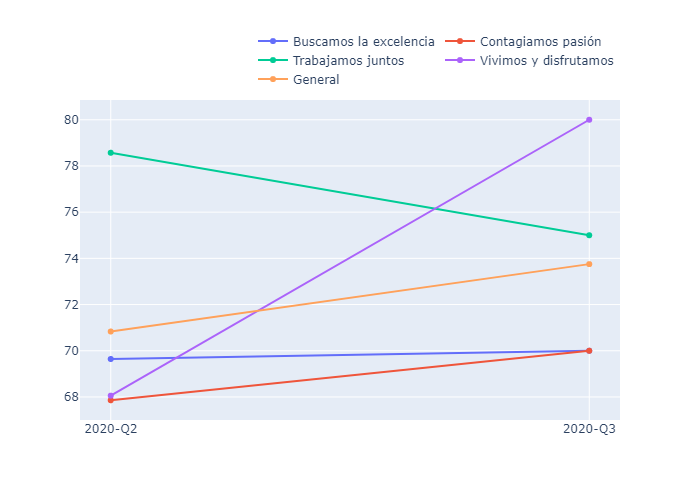 Buscamos la excelencia Contagiamos pasión
Trabajamos juntos Vivimos y disfrutamos
General
80
78
76
74
72
70
68
2020-Q2 2020-Q3